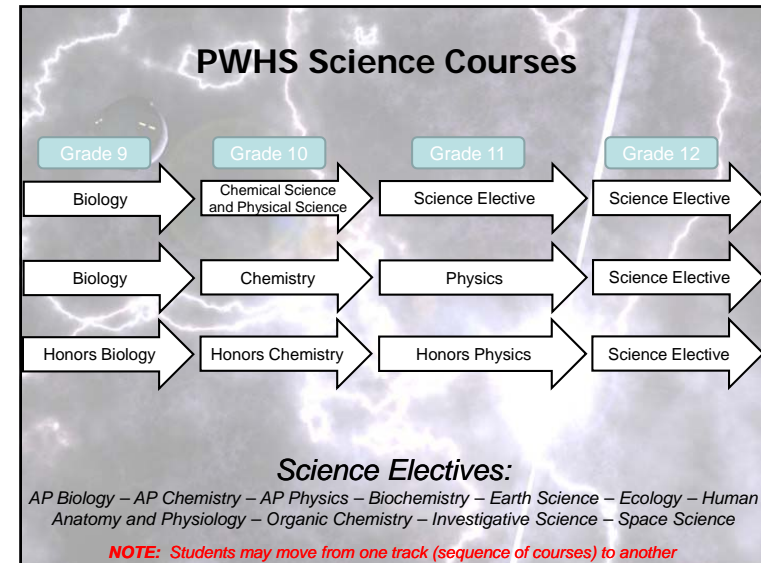 PWHS Science Courses
Grade 9 Grade 10 Grade 11 Grade 12
Biology Chemical Science and Physical Science Science Elective Science Elective
Biology Chemistry Physics Science Elective
Honors Biology Honors Chemistry Honors Physics Science Elective
Science Electives:
AP Biology – AP Chemistry – AP Physics – Biochemistry – Earth Science – Ecology – Human
Anatomy and Physiology – Organic Chemistry – Investigative Science – Space Science
NOTE: Students may move from one track (sequence of courses) to another